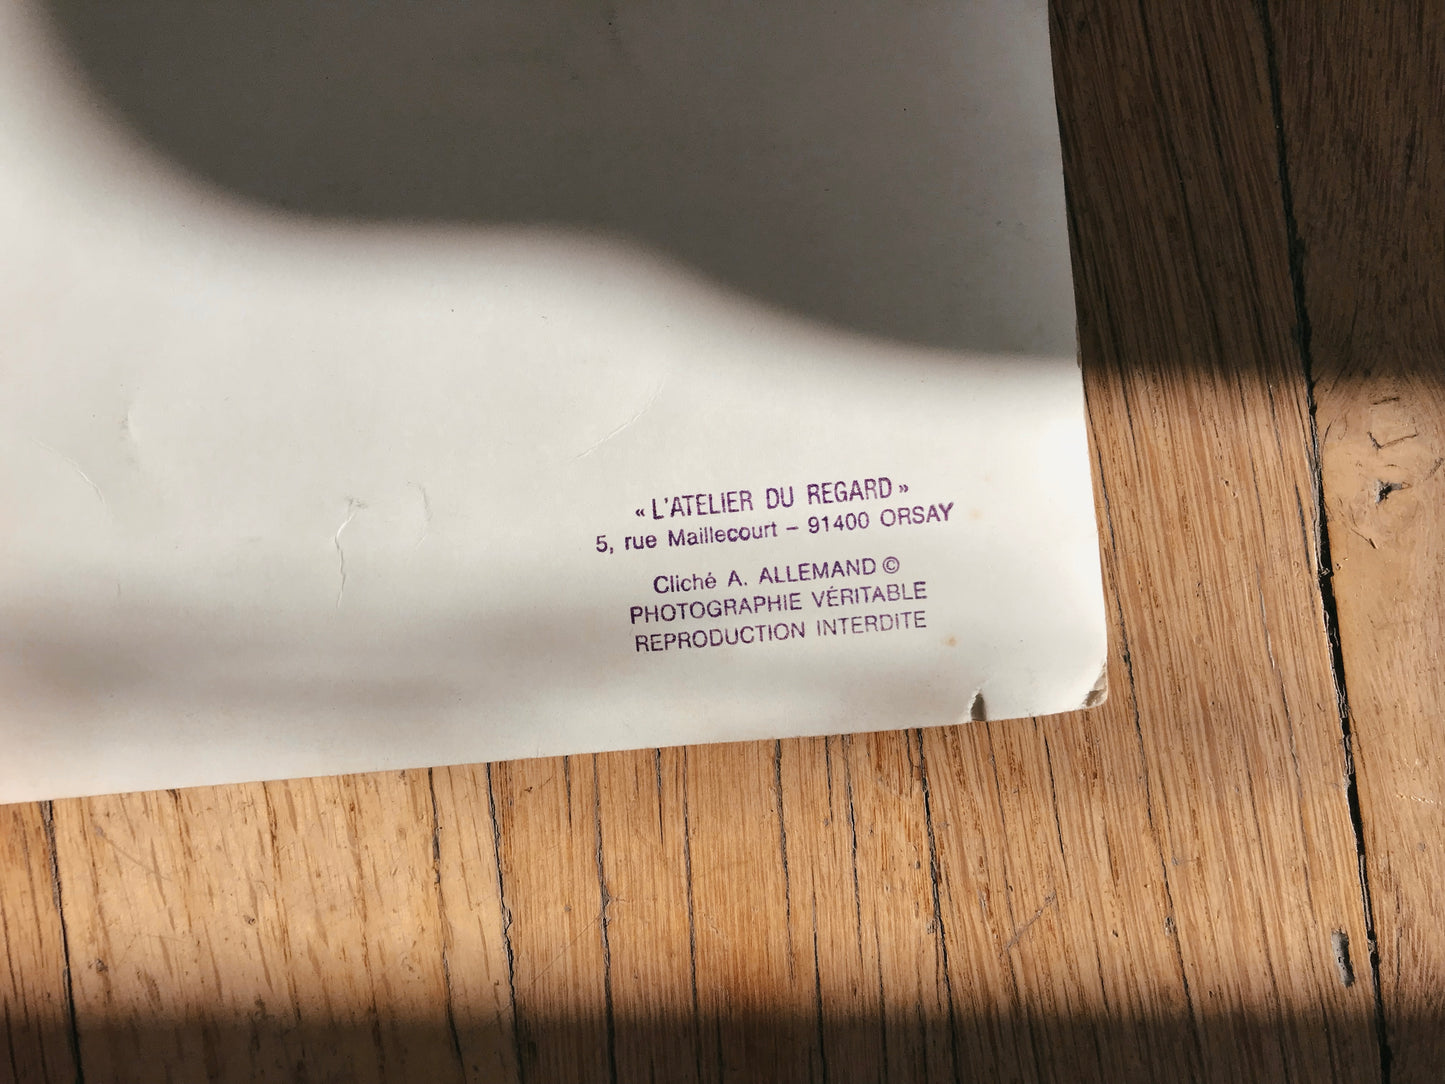 « L'ATELIER DU REGARD »
5, rue Maillecourt – 91400 ORSAY
Cliché A. ALLEMAND ©
PHOTOGRAPHIE VÉRITABLE
REPRODUCTION INTERDITE